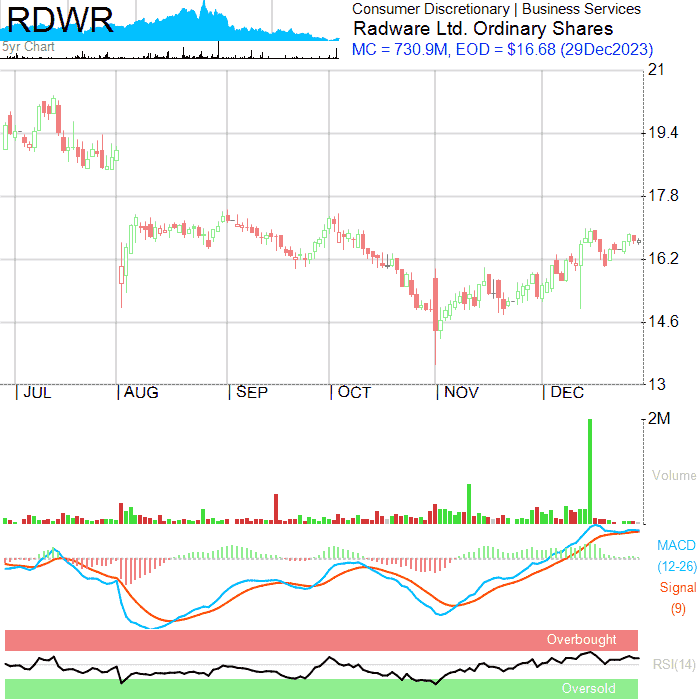 RDWR
Consumer Discretionary | Business Services
Radware Ltd. Ordinary Shares
MC = 730.9M, EOD = $16.68 (29Dec2023)
5yr Chart
21
19.4
17.8
16.2
14.6
13
JUL
AUG
SEP
OCT
NOV
DEC
2M
Volume
MACD
(12-26)
Signal
(9)
Overbought
RSI(14)
Oversold